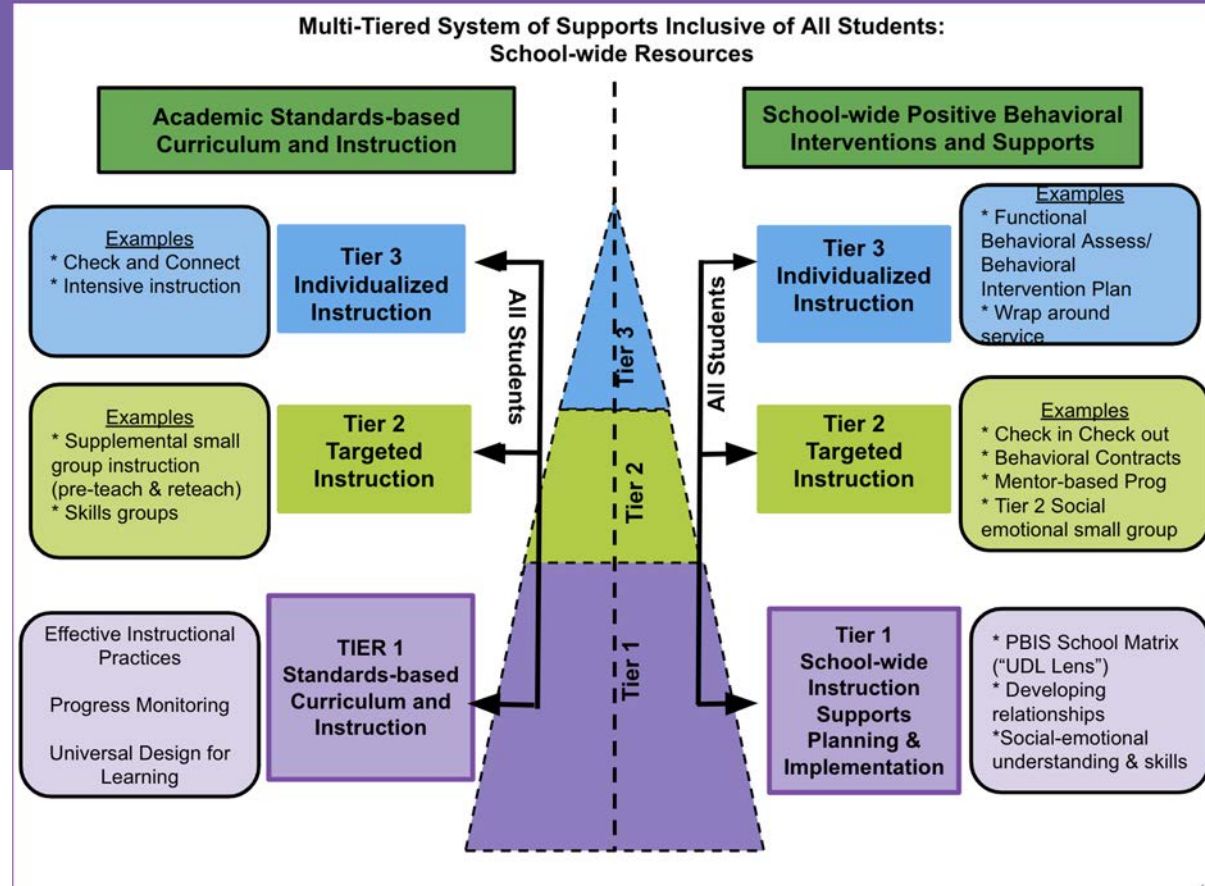 Multi-Tiered System of Supports Inclusive of All Students:
School-wide Resources
Academic Standards-based
Curriculum and Instruction
School-wide Positive Behavioral
Interventions and Supports
Examples
* Check and Connect
* Intensive instruction
Tier 3
Individualized
Instruction
All Students
Tier 3
All Students
Tier 3
Individualized
Instruction
Examples
* Functional
Behavioral Assess/
Behavioral
Intervention Plan
* Wrap around
service
Examples
* Supplemental small
group instruction
(pre-teach & reteach)
* Skills groups
Tier 2
Targeted
Instruction
Tier 2
Tier 2
Targeted
Instruction
Examples
* Check in Check out
* Behavioral Contracts
* Mentor-based Prog
* Tier 2 Social
emotional small group
Effective Instructional
Practices
Progress Monitoring
Universal Design for
Learning
TIER 1
Standards-based
Curriculum and
Instruction
Tier 1
Tier 1
School-wide
Instruction
Supports
Planning &
Implementation
* PBIS School Matrix
(“UDL Lens”)
* Developing
relationships
*Social-emotional
understanding & skills